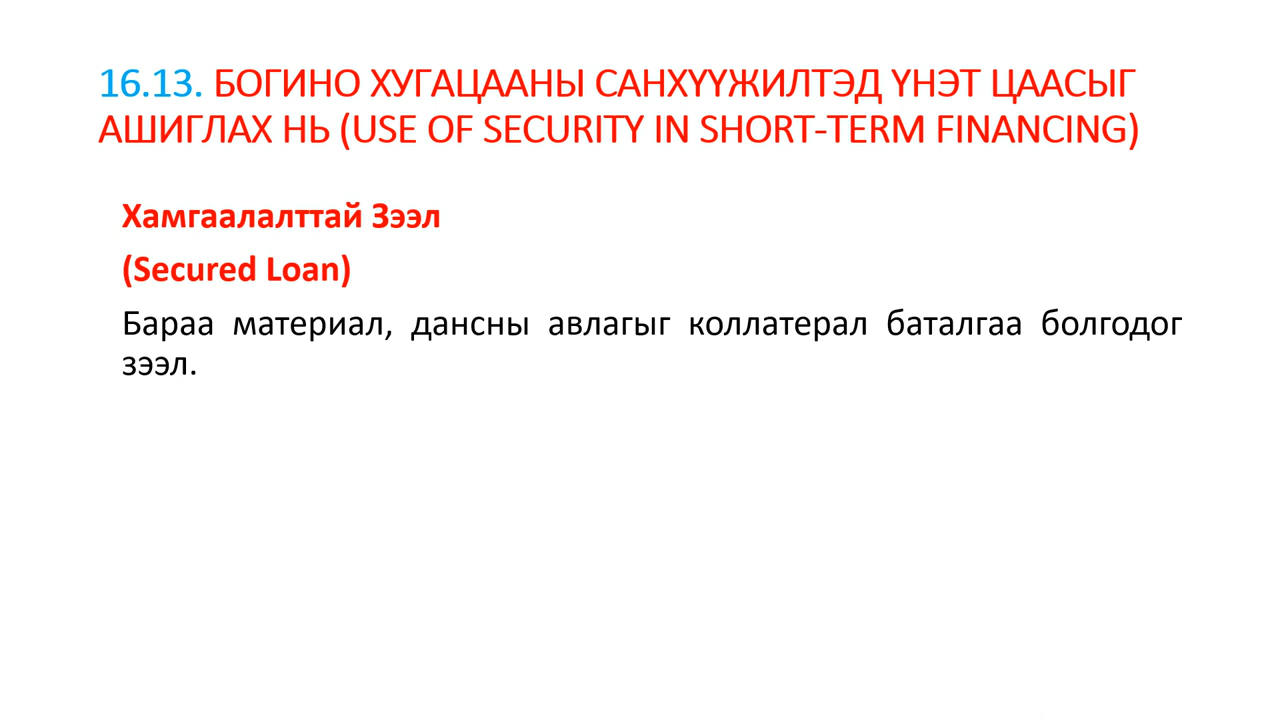 16.13. БОГИНО ХУГАЦААНЫ САНХҮҮЖИЛТЭД ҮНЭТ ЦААСЫГ
АШИГЛАХ НЬ (USE OF SECURITY IN SHORT-TERM FINANCING)
Хамгаалалттай Зээл
(Secured Loan)
Бараа материал, дансны авлагыг коллатерал баталгаа болгодог
зээл.